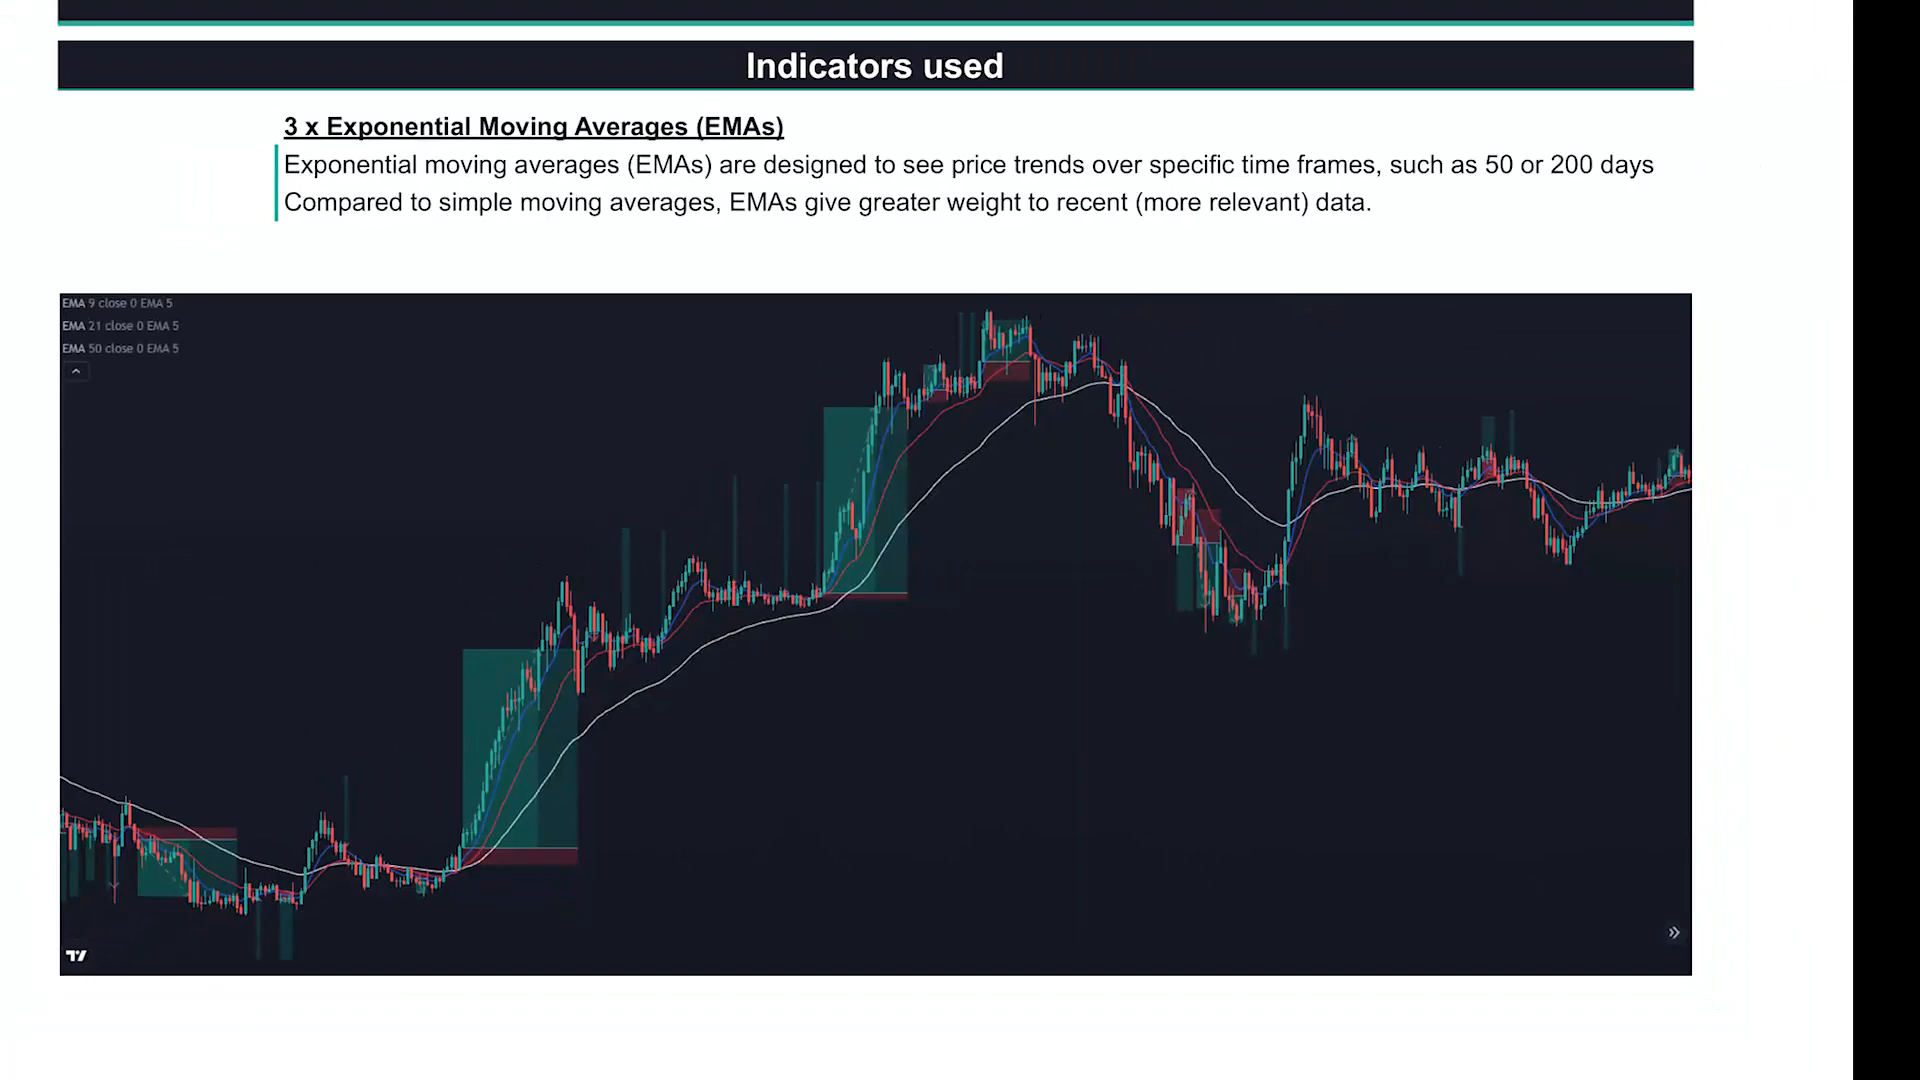 Indicators used
3 x Exponential Moving Averages (EMAs)
Exponential moving averages (EMAs) are designed to see price trends over specific time frames, such as 50 or 200 days
Compared to simple moving averages, EMAs give greater weight to recent (more relevant) data.
EMA 9 close 0 EMA 5
EMA 21 close 0 EMA 5
EMA 50 close 0 EMA 5